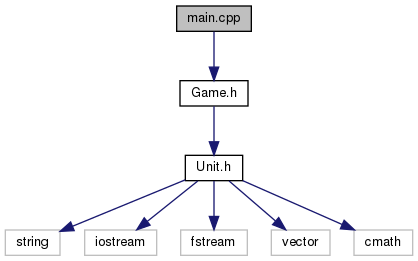 main.cpp
Game.h
Unit.h
string
iostream
fstream
vector
cmath